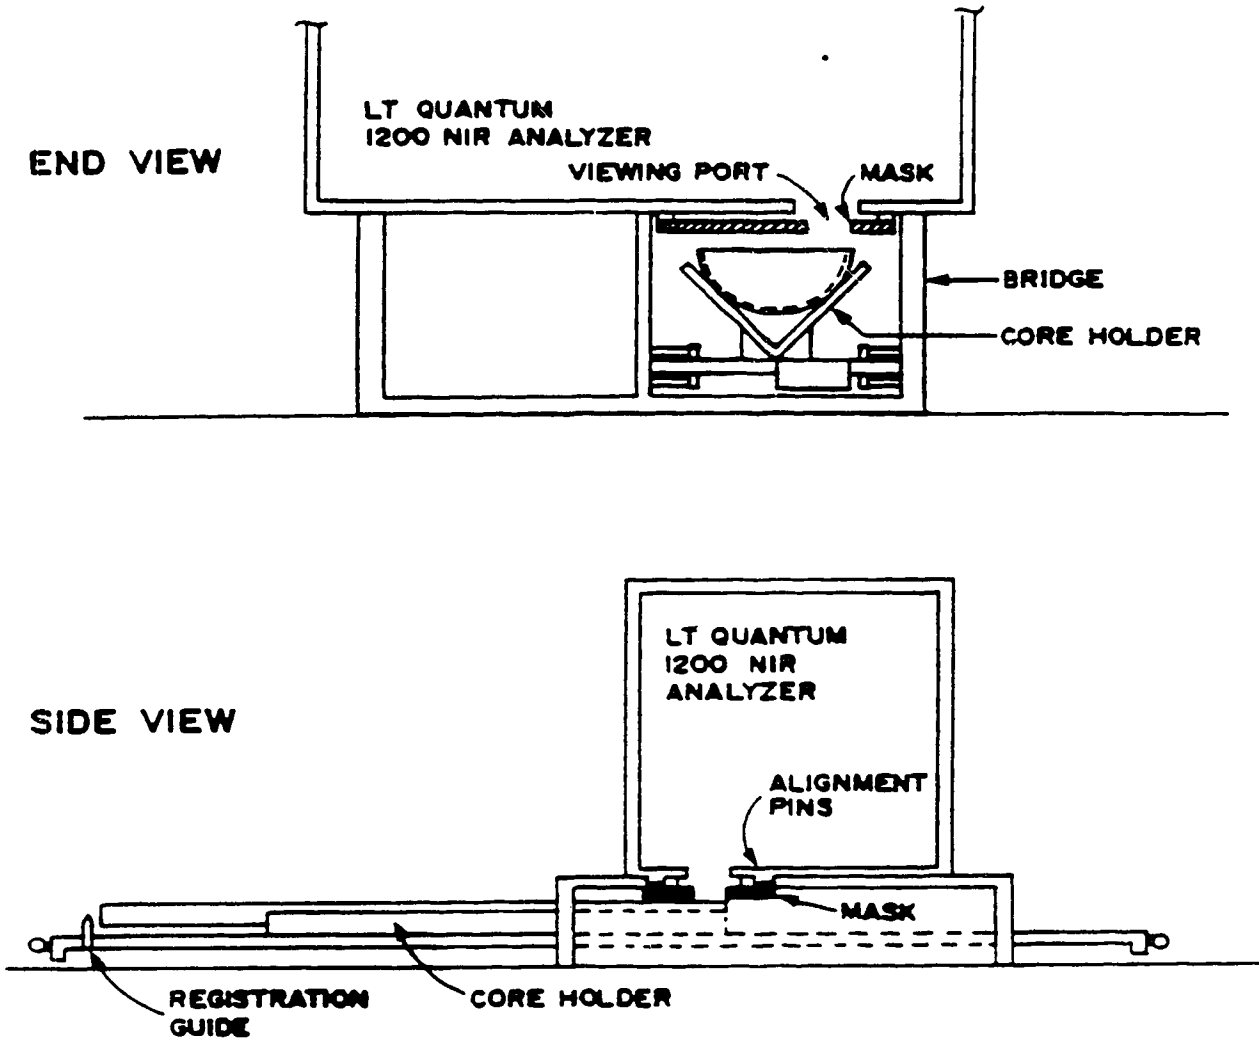 LT QUANTUM
1200 NIR ANALYZER
END VIEW
VIEWING PORT
MASK
BRIDGE
CORE HOLDER
LT QUANTUM
1200 NIR
ANALYZER
SIDE VIEW
ALIGNMENT
PINS
MASK
REGISTRATION
GUIDE
CORE HOLDER